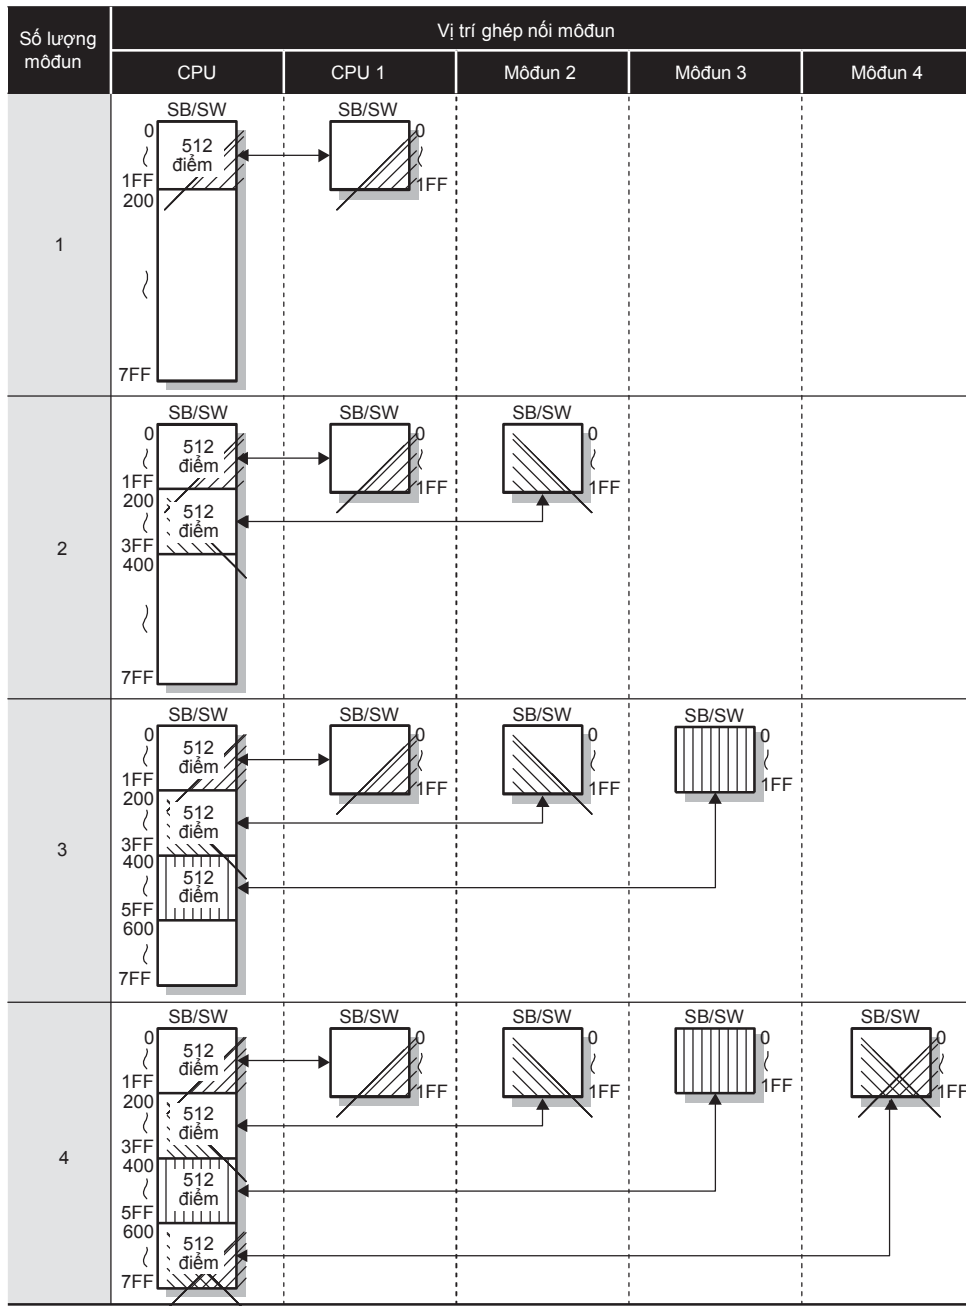 Số lượng
môđun
Vị trí ghép nối môđun
CPU
CPU 1
Môđun 2
Môđun 3
Môđun 4
1
SB/SW
0
512
điểm
1FF
200
7FF
SB/SW
0
1FF
2
SB/SW
0
512
điểm
1FF
200
512
điểm
3FF
400
7FF
SB/SW
0
1FF
SB/SW
0
1FF
3
SB/SW
0
512
điểm
1FF
200
512
điểm
3FF
400
512
điểm
5FF
600
7FF
SB/SW
0
1FF
SB/SW
0
1FF
SB/SW
0
1FF
4
SB/SW
0
512
điểm
1FF
200
512
điểm
3FF
400
512
điểm
5FF
600
512
điểm
7FF
SB/SW
0
1FF
SB/SW
0
1FF
SB/SW
0
1FF
SB/SW
0
1FF